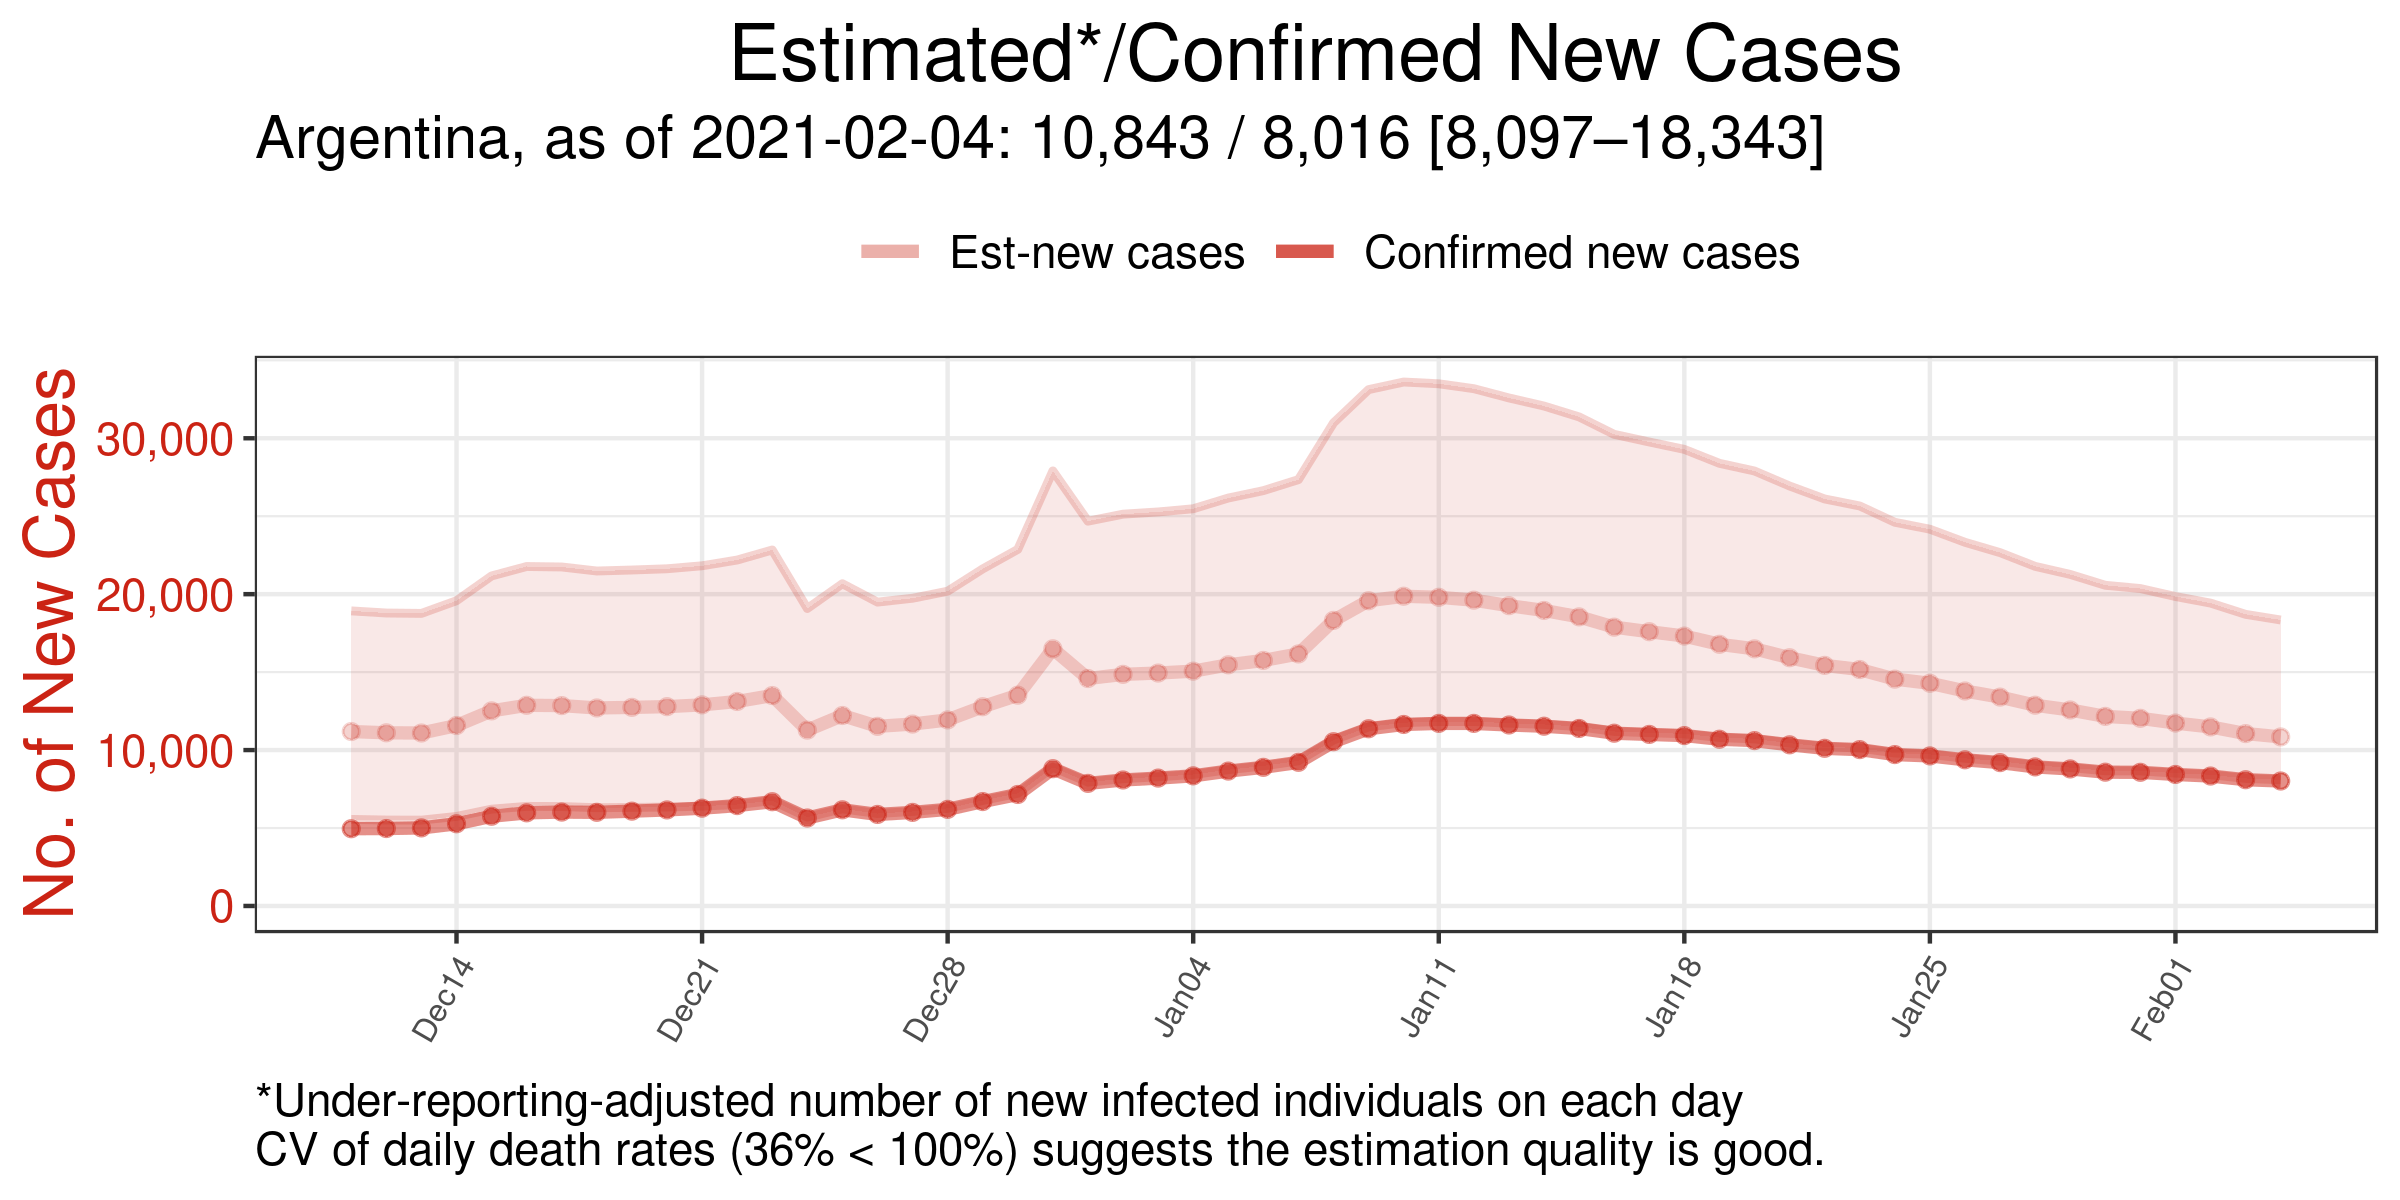 Estimated*/Confirmed New Cases
Argentina, as of 2021-02-04: 10,843 / 8,016 [8,097–18,343]
Est-new cases
Confirmed new cases
No. of New Cases
30,000
20,000
10,000
0
Dec14
Dec21
Dec28
Jan04
Jan11
Jan18
Jan25
Feb01
*Under-reporting-adjusted number of new infected individuals on each day
CV of daily death rates (36% < 100%) suggests the estimation quality is good.